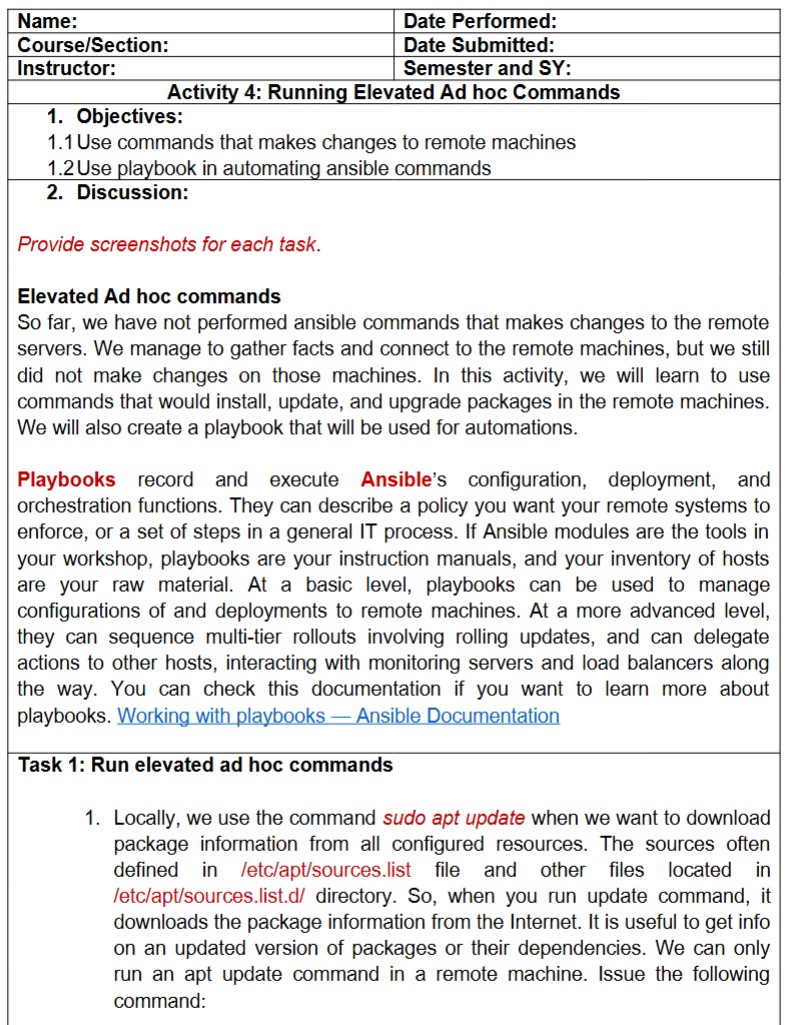 Name: Date Performed:
Course/Section: Date Submitted:
Instructor: Semester and SY:
Activity 4: Running Elevated Ad hoc Commands
1. Objectives:
1.1 Use commands that makes changes to remote machines
1.2 Use playbook in automating ansible commands
2. Discussion:
Provide screenshots for each task.
Elevated Ad hoc commands
So far, we have not performed ansible commands that makes changes to the remote
servers. We manage to gather facts and connect to the remote machines, but we still
did not make changes on those machines. In this activity, we will learn to use
commands that would install, update, and upgrade packages in the remote machines.
We will also create a playbook that will be used for automations.
Playbooks record and execute Ansible's configuration, deployment, and
orchestration functions. They can describe a policy you want your remote systems to
enforce, or a set of steps in a general IT process. If Ansible modules are the tools in
your workshop, playbooks are your instruction manuals, and your inventory of hosts
are your raw material. At a basic level, playbooks can be used to manage
configurations of and deployments to remote machines. At a more advanced level,
they can sequence multi-tier rollouts involving rolling updates, and can delegate
actions to other hosts, interacting with monitoring servers and load balancers along
the way. You can check this documentation if you want to learn more about
playbooks. Working with playbooks — Ansible Documentation
Task 1: Run elevated ad hoc commands
1. Locally, we use the command sudo apt update when we want to download
package information from all configured resources. The sources often
defined in /etc/apt/sources.list file and other files located in
/etc/apt/sources.list.d/ directory. So, when you run update command, it
downloads the package information from the Internet. It is useful to get info
on an updated version of packages or their dependencies. We can only
run an apt update command in a remote machine. Issue the following
command: